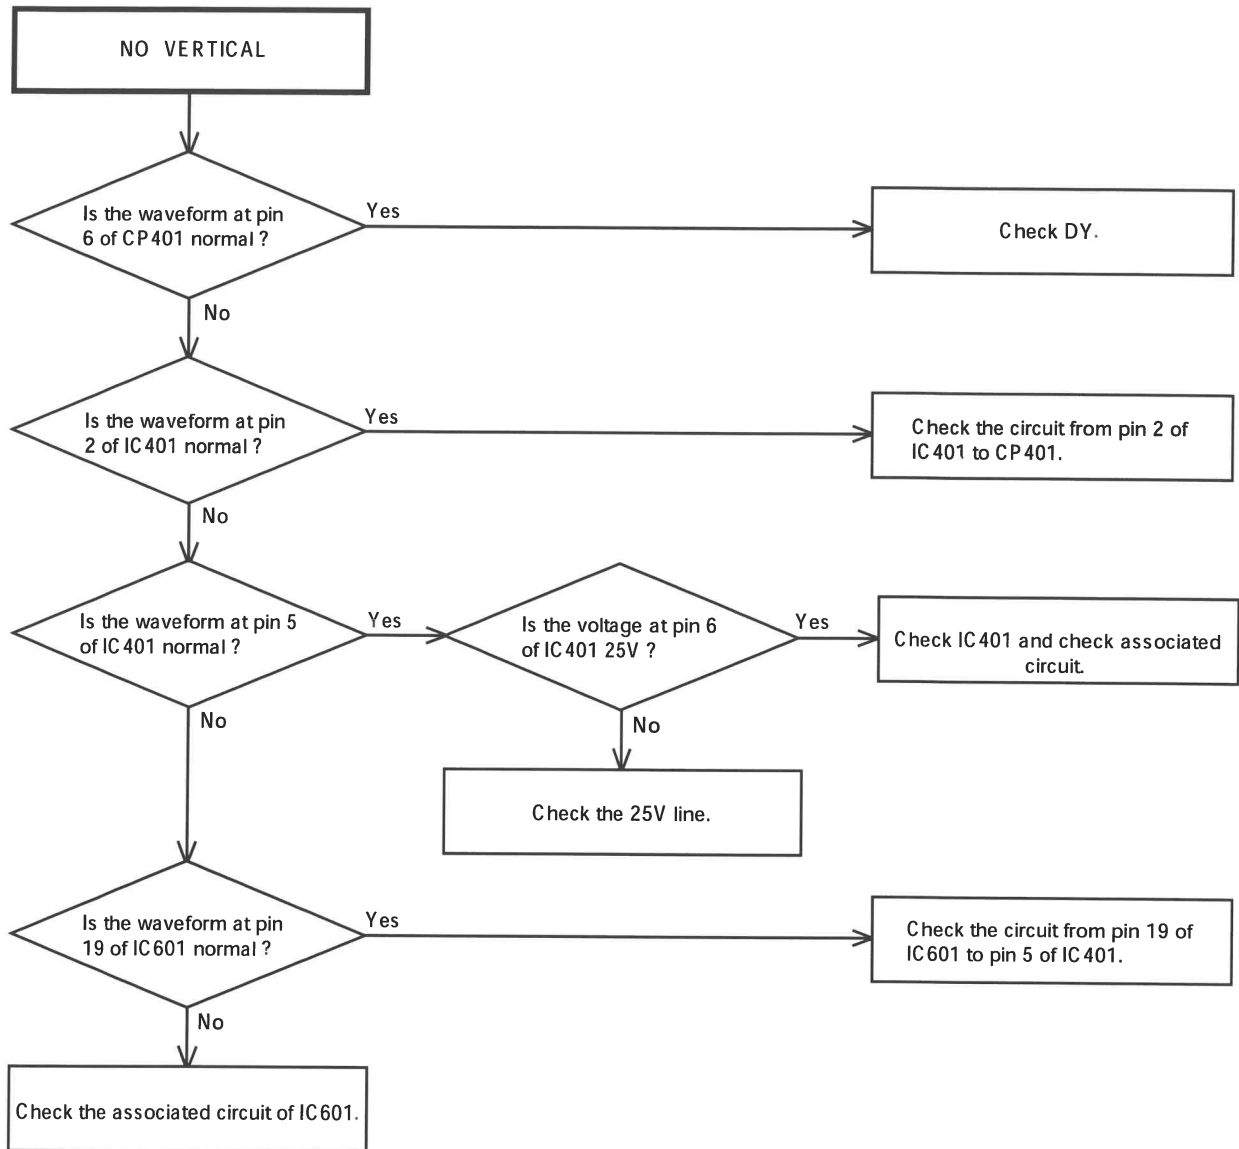 NO VERTICAL
Is the waveform at pin
6 of CP401 normal ?
Yes
Check DY.
No
Is the waveform at pin
2 of IC401 normal ?
Yes
Check the circuit from pin 2 of
IC401 to CP401.
No
Is the waveform at pin 5
of IC401 normal ?
Yes
Is the voltage at pin 6
of IC401 25V ?
Yes
Check IC401 and check associated
circuit.
No
No
Check the 25V line.
Is the waveform at pin
19 of IC601 normal ?
Yes
Check the circuit from pin 19 of
IC601 to pin 5 of IC401.
No
Check the associated circuit of IC601.